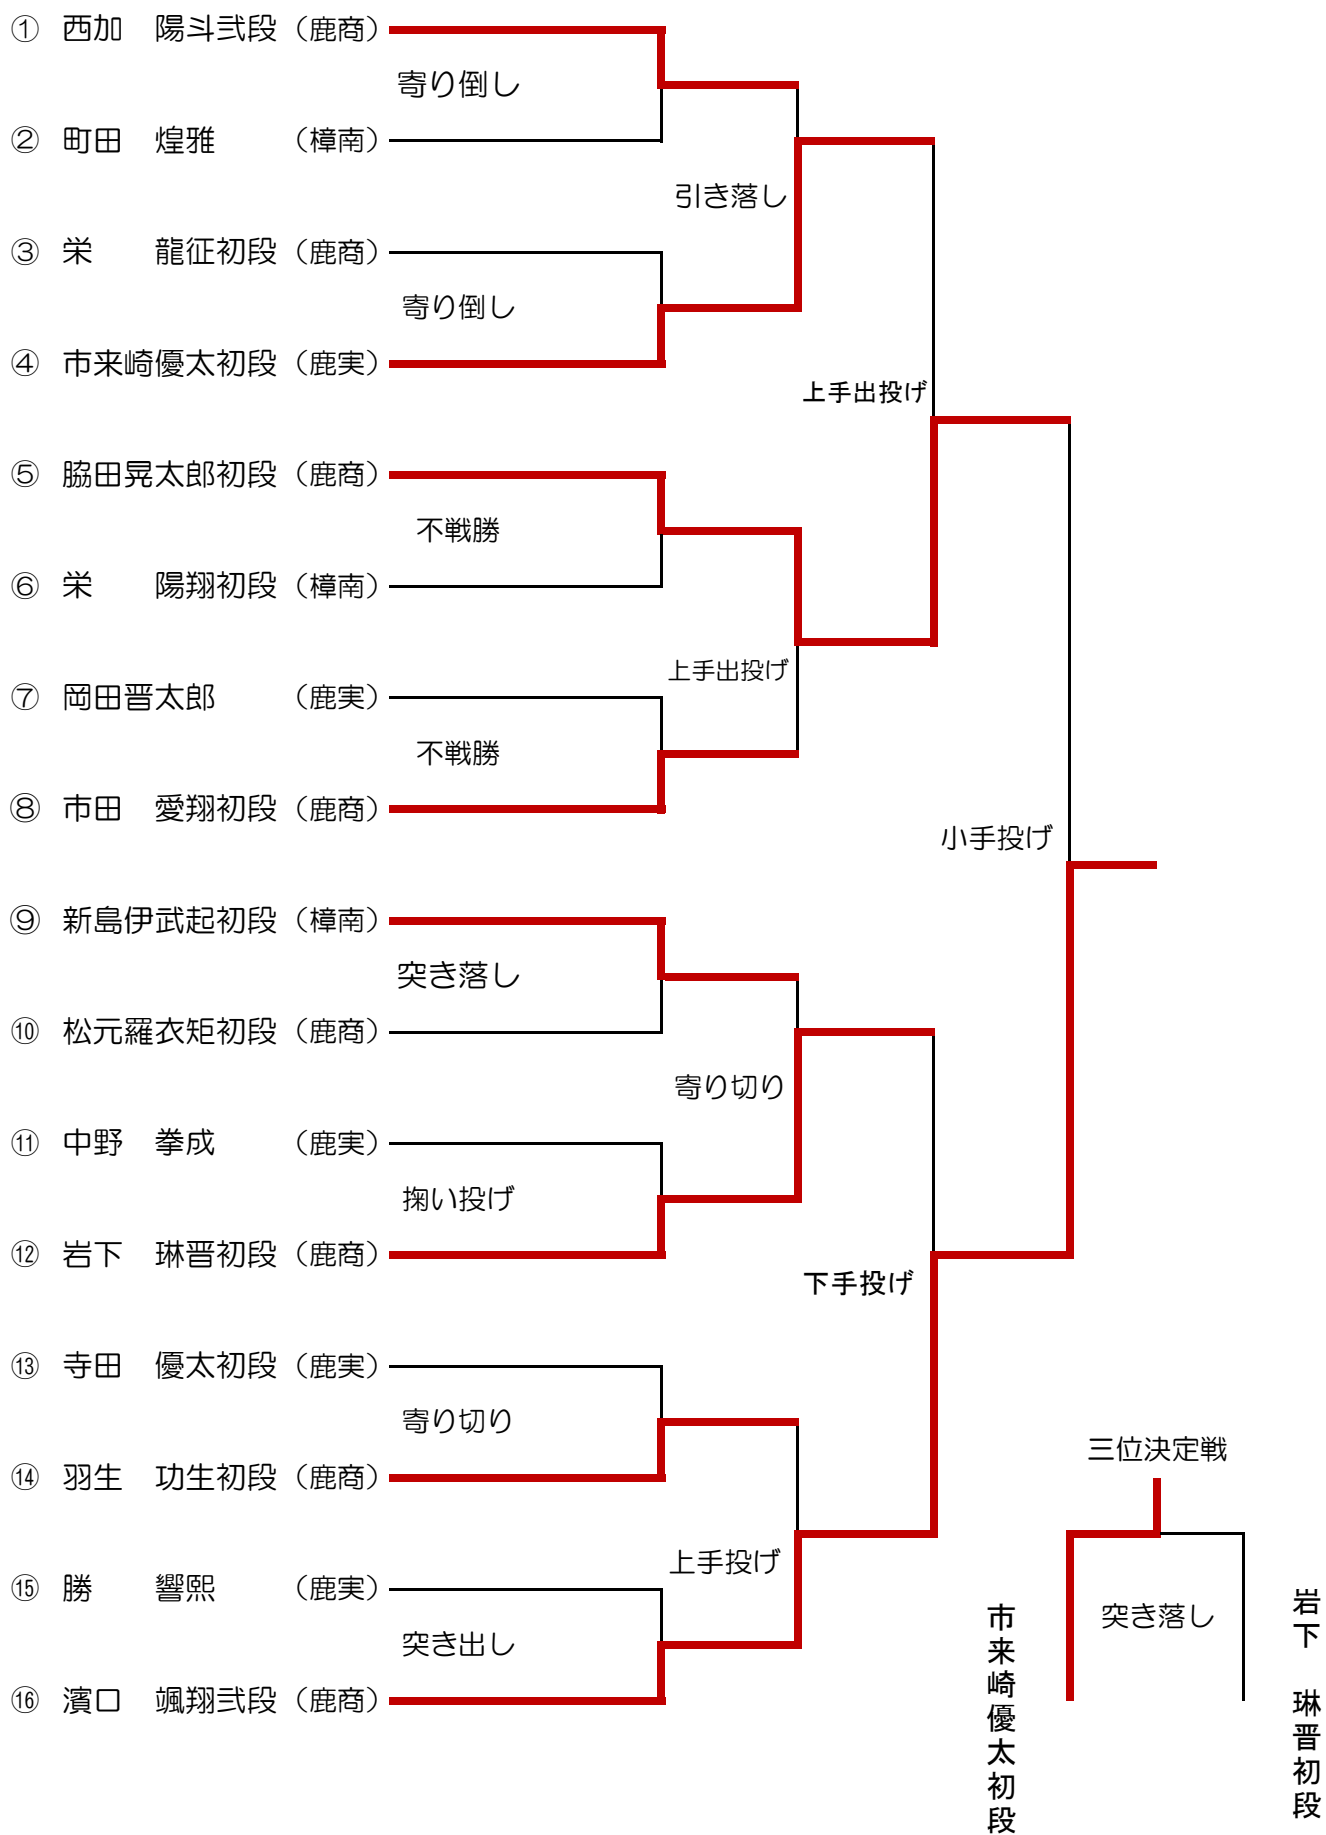 ① 西加　陽斗弐段（鹿商）
寄り倒し
② 町田　煌雅　　（樟南）
引き落し
③ 栄　　龍征初段（鹿商）
寄り倒し
④ 市来崎優太初段（鹿実）
上手出投げ
⑤ 脇田晃太郎初段（鹿商）
不戦勝
⑥ 栄　　陽翔初段（樟南）
上手出投げ
⑦ 岡田晋太郎　　（鹿実）
不戦勝
⑧ 市田　愛翔初段（鹿商）
小手投げ
⑨ 新島伊武起初段（樟南）
突き落し
⑩ 松元羅衣矩初段（鹿商）
寄り切り
⑪ 中野　拳成　　（鹿実）
掬い投げ
⑫ 岩下　琳晋初段（鹿商）
下手投げ
⑬ 寺田　優太初段（鹿実）
寄り切り
⑭ 羽生　功生初段（鹿商）
上手投げ
⑮ 勝　　響熙　　（鹿実）
突き出し
⑯ 濱口　颯翔弐段（鹿商）
三位決定戦
突き落し
市来崎優太初段
岩下　琳晋初段